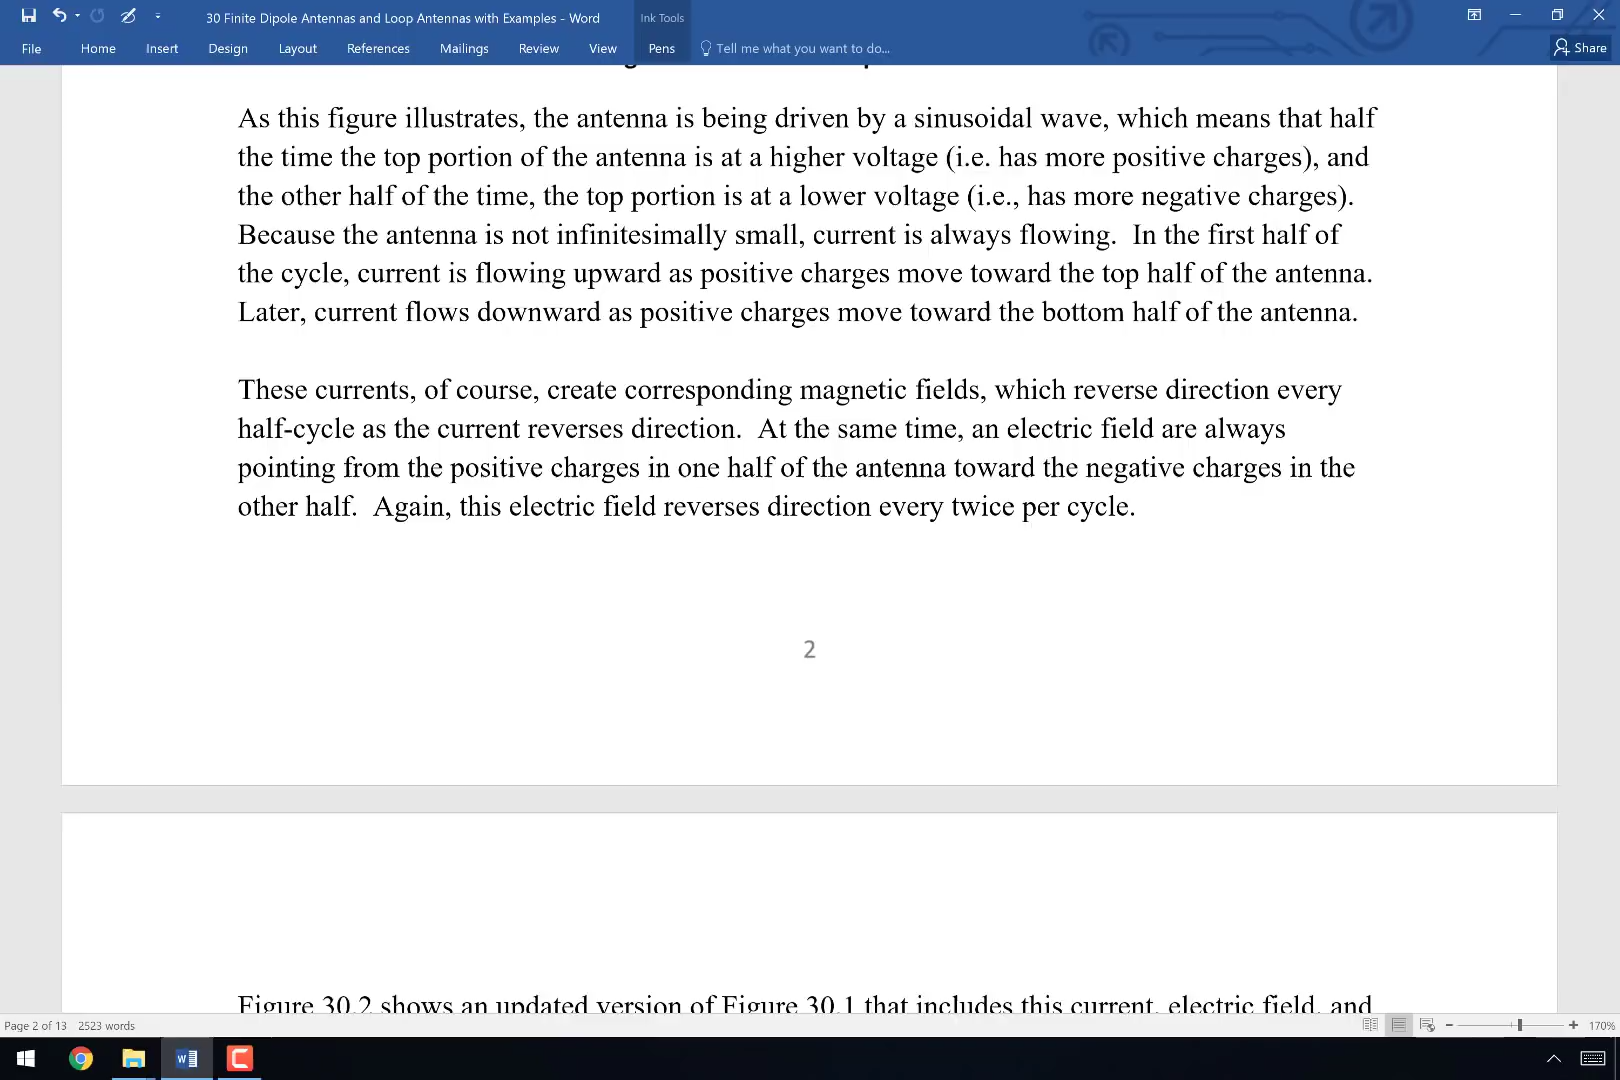 30 Finite Dipole Antennas and Loop Antennas with Examples - Word
Ink Tools
File Home Insert Design Layout References Mailings Review View Pens Tell me what you want to do... Share
As this figure illustrates, the antenna is being driven by a sinusoidal wave, which means that half
the time the top portion of the antenna is at a higher voltage (i.e. has more positive charges), and
the other half of the time, the top portion is at a lower voltage (i.e., has more negative charges).
Because the antenna is not infinitesimally small, current is always flowing. In the first half of
the cycle, current is flowing upward as positive charges move toward the top half of the antenna.
Later, current flows downward as positive charges move toward the bottom half of the antenna.
These currents, of course, create corresponding magnetic fields, which reverse direction every
half-cycle as the current reverses direction. At the same time, an electric field are always
pointing from the positive charges in one half of the antenna toward the negative charges in the
other half. Again, this electric field reverses direction every twice per cycle.
2
Figure 30.2 shows an updated version of Figure 30.1 that includes this current, electric field, and
Page 2 of 13 2523 words
170%